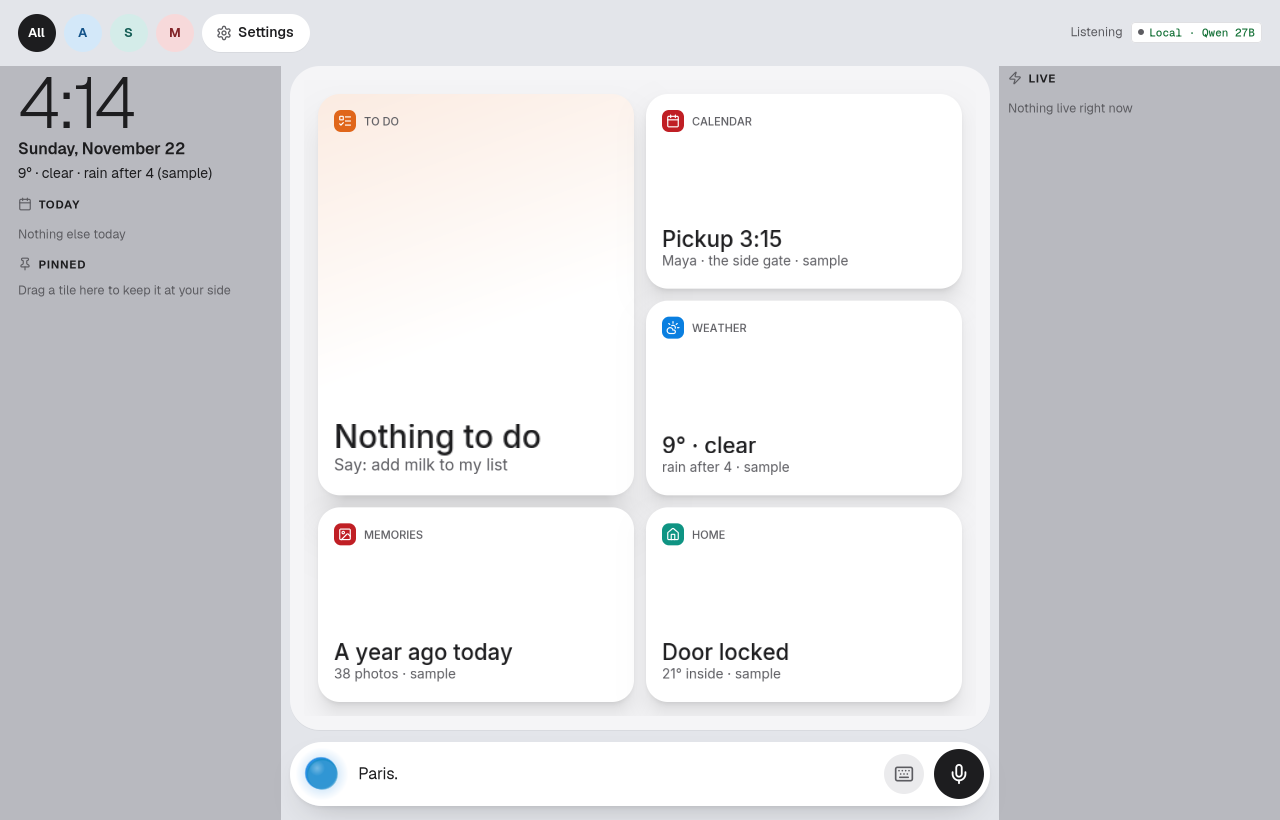 All A S M Settings
Listening
Local · Qwen 27B
4:14
Sunday, November 22
9° · clear · rain after 4 (sample)
TODAY
Nothing else today
PINNED
Drag a tile here to keep it at your side
TO DO
Nothing to do
Say: add milk to my list
CALENDAR
Pickup 3:15
Maya · the side gate · sample
WEATHER
9° · clear
rain after 4 · sample
MEMORIES
A year ago today
38 photos · sample
HOME
Door locked
21° inside · sample
LIVE
Nothing live right now
Paris.